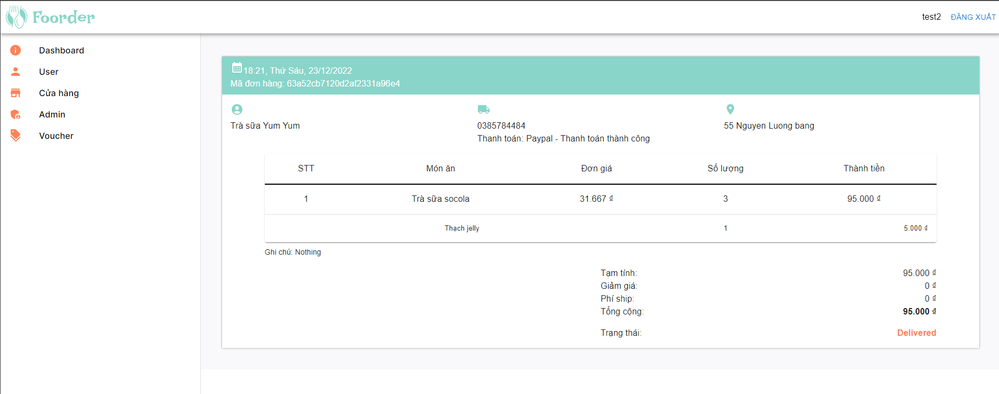 Foorder
test2 ĐĂNG XUẤT
Dashboard
User
Cửa hàng
Admin
Voucher
18:21, Thứ Sáu, 23/12/2022
Mã đơn hàng: 63a52cb7120d2af2331a96e4
Trà sữa Yum Yum
0385784484
Thanh toán: Paypal - Thanh toán thành công
55 Nguyen Luong bang
STT Món ăn Đơn giá Số lượng Thành tiền
1 Trà sữa socola 31.667 ₫ 3 95.000 ₫
Thạch jelly 1 5.000 ₫
Ghi chú: Nothing
Tạm tính: 95.000 ₫
Giảm giá: 0 ₫
Phí ship: 0 ₫
Tổng cộng: 95.000 ₫
Trạng thái: Delivered